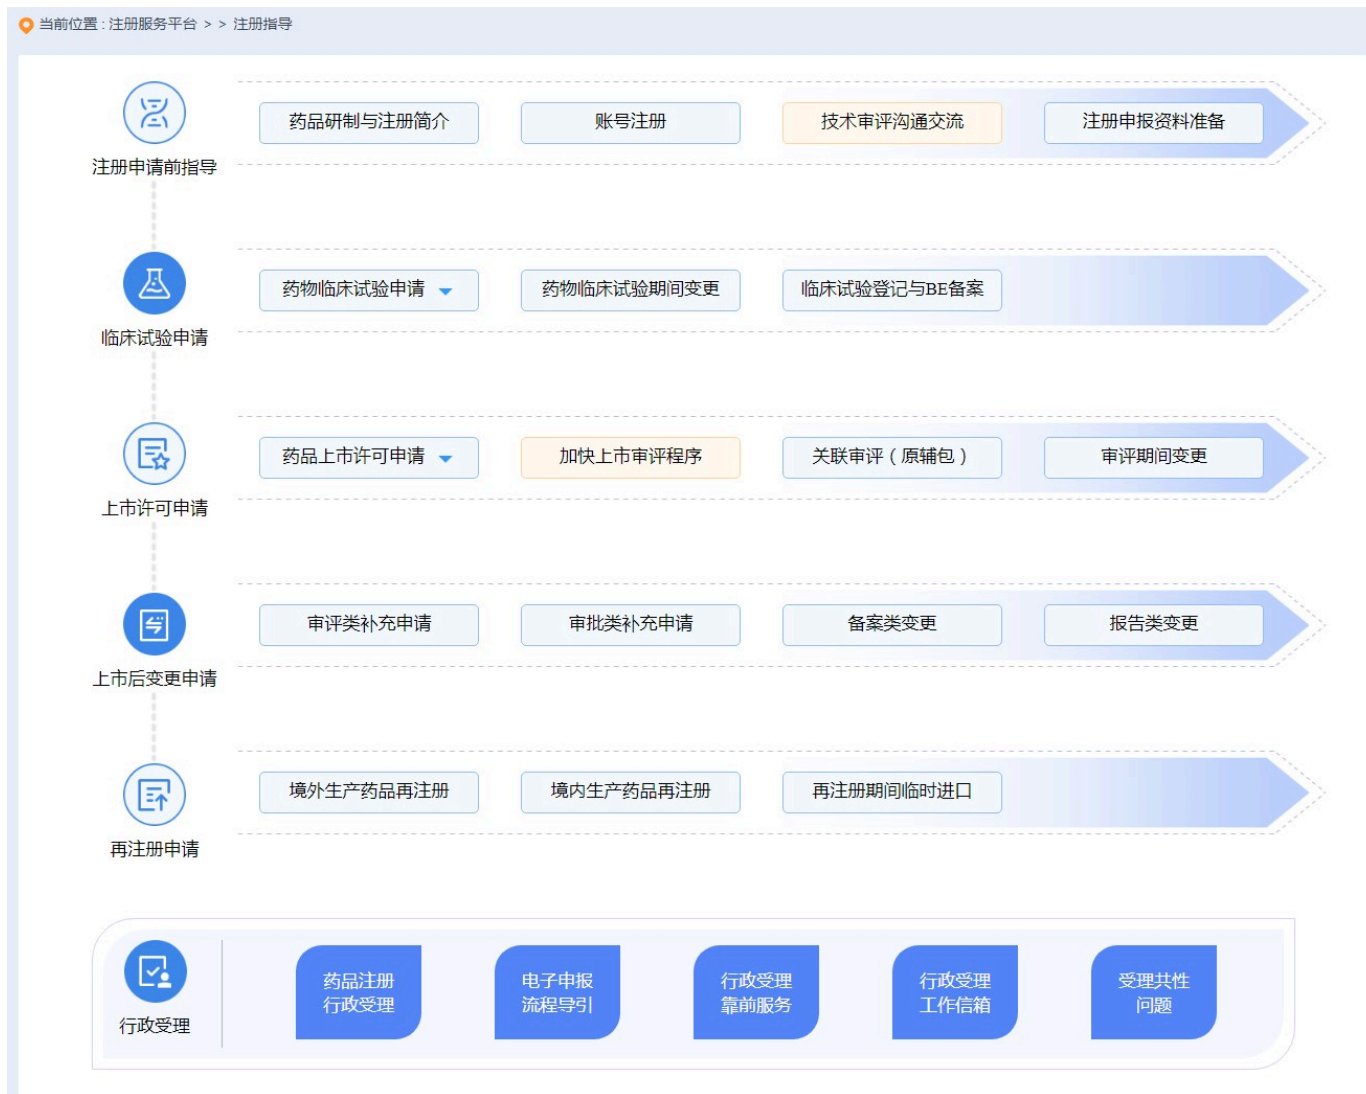 当前位置 : 注册服务平台 > > 注册指导
药品研制与注册简介
账号注册
技术审评沟通交流
注册申报资料准备
注册申请前指导
药物临床试验申请
药物临床试验期间变更
临床试验登记与BE备案
临床试验申请
药品上市许可申请
加快上市审评程序
关联审评（原辅包）
审评期间变更
上市许可申请
审评类补充申请
审批类补充申请
备案类变更
报告类变更
上市后变更申请
境外生产药品再注册
境内生产药品再注册
再注册期间临时进口
再注册申请
行政受理
药品注册
行政受理
电子申报
流程导引
行政受理
靠前服务
行政受理
工作信箱
受理共性
问题